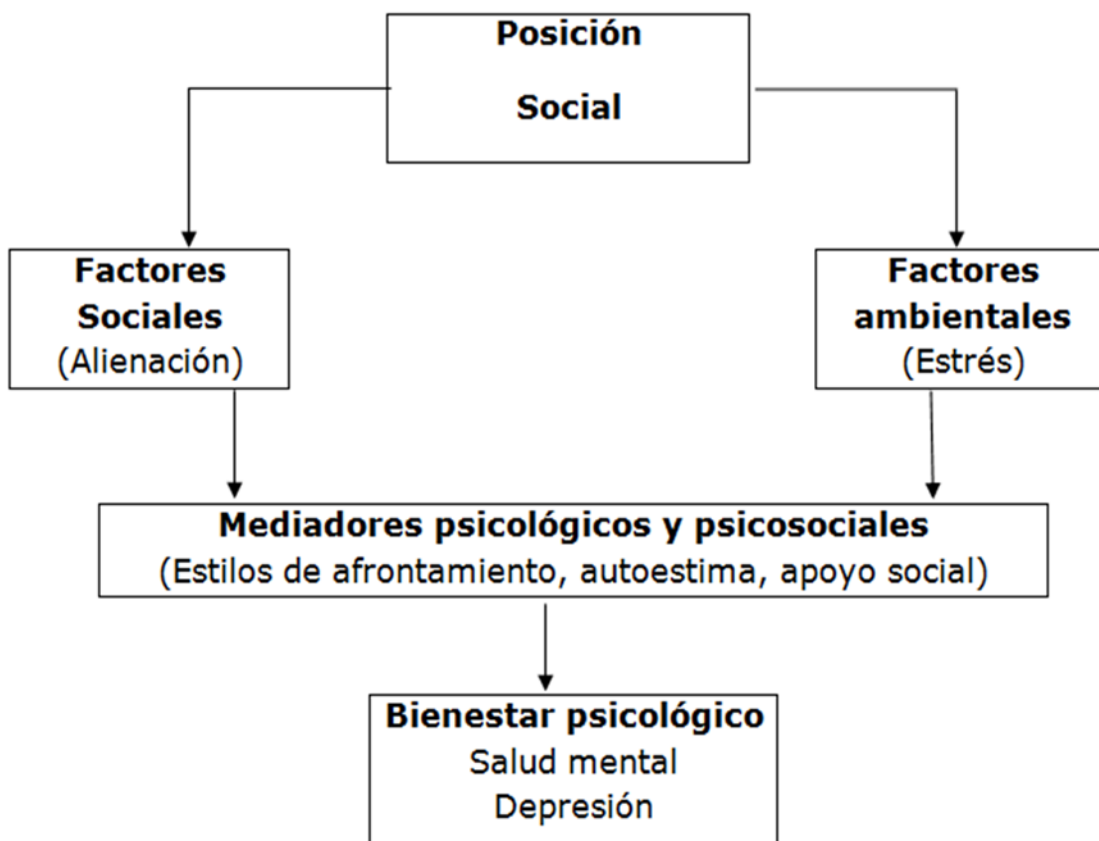 Posición
Social
Factores
Sociales
(Alienación)
Factores
ambientales
(Estrés)
Mediadores psicológicos y psicosociales
(Estilos de afrontamiento, autoestima, apoyo social)
Bienestar psicológico
Salud mental
Depresión